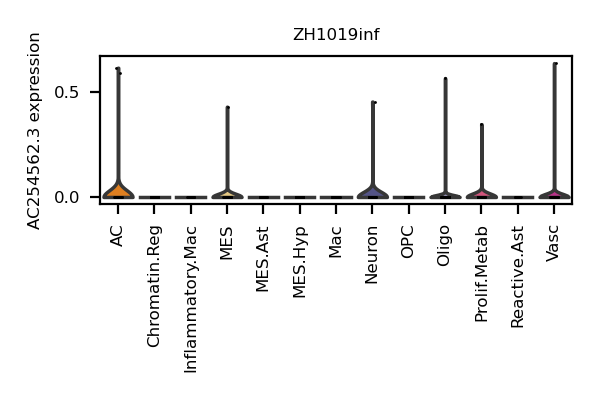 ZH1019inf
AC254562.3 expression
0.5
0.0
AC
Chromatin.Reg
Inflammatory.Mac
MES
MES.Ast
MES.Hyp
Mac
Neuron
OPC
Oligo
Prolif.Metab
Reactive.Ast
Vasc